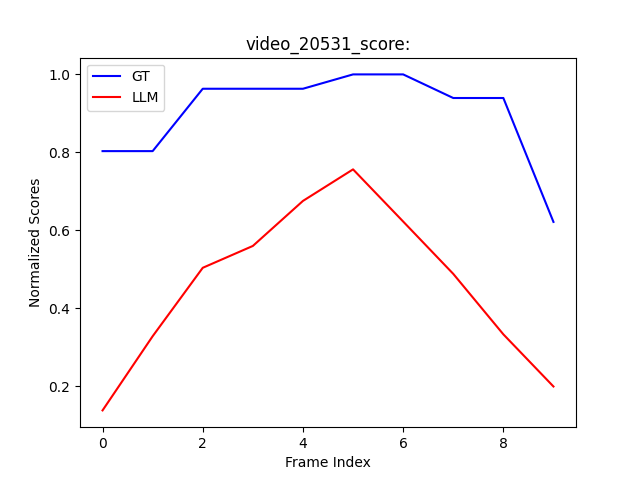 video_20531_score:
GT
LLM
Normalized Scores
1.0
0.8
0.6
0.4
0.2
0 2 4 6 8
Frame Index